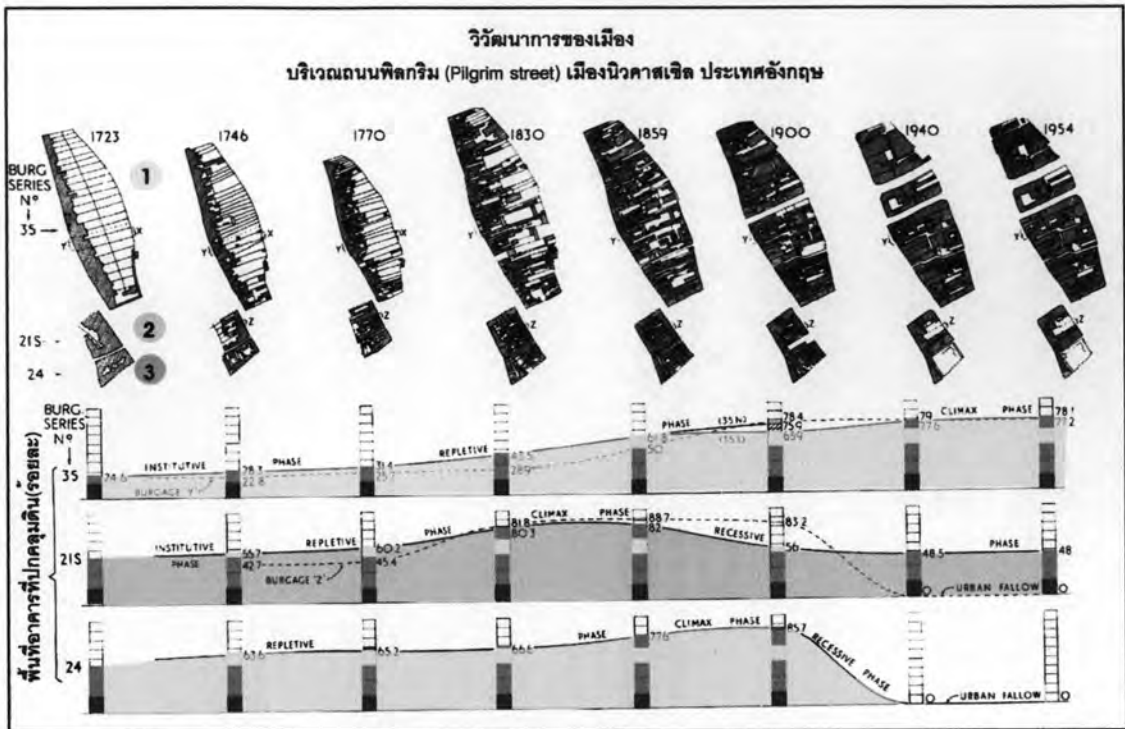 วิวัฒนาการของเมือง
บริเวณถนนพิลกริม (Pilgrim street) เมืองนิวคาสเซิล ประเทศอังกฤษ
1723 1746 1770 1830 1859 1900 1940 1954
BURG
SERIES
Nº
35
1
Y X Y X Y Y Y Y Y
2
21S
Z Z Z Z Z Z Z
24
3
BURG.
SERIES
Nº
35
24.6 INSTITUTIVE 28.3 PHASE 31.4 REPLETIVE 43.5 61.8 PHASE (35N) 78.4 79 CLIMAX PHASE 78.1
BURGAGE 'Y' 22.8 25.7 28.9 50 75.9 77.6 77.2
65.9
พื้นที่อาคารที่ปกคลุมดิน(ร้อยละ)
21S
INSTITUTIVE 55.7 REPLETIVE 60.2 PHASE 81.8 CLIMAX PHASE 88.7 RECESSIVE 83.2 48.5 PHASE 48
PHASE 42.7 BURGAGE 'Z' 45.4 80.3 82 56
0 URBAN FALLOW 0
24
63.6 REPLETIVE 65.2 66.6 PHASE 77.6 CLIMAX PHASE 85.7 RECESSIVE PHASE
0 URBAN FALLOW 0